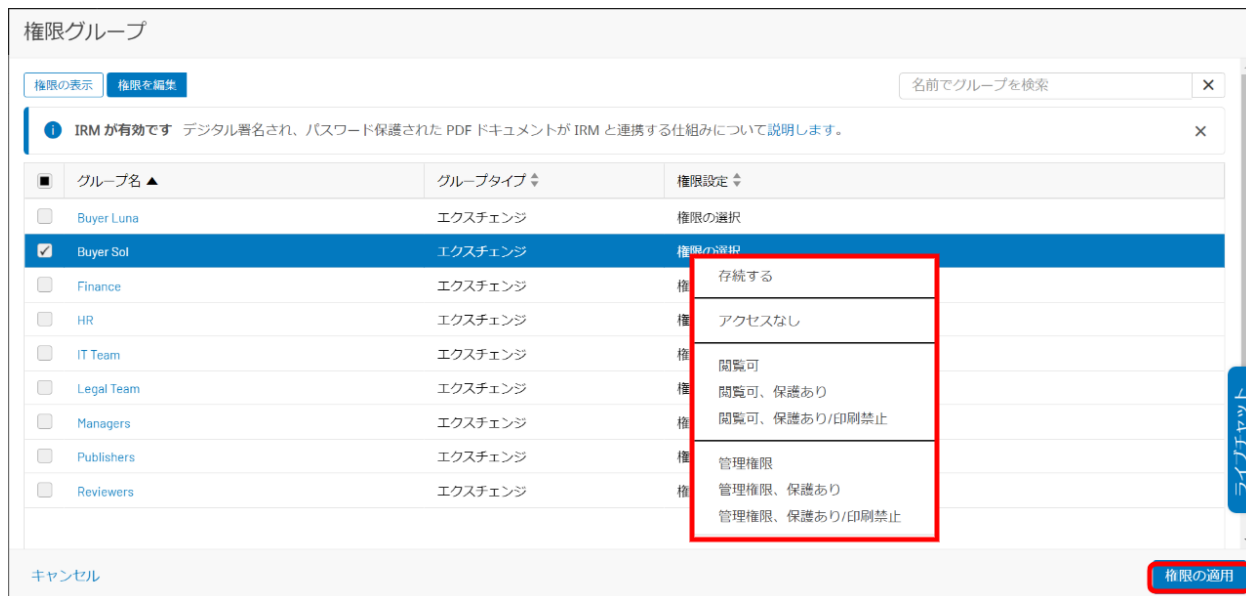 権限グループ
権限の表示 権限を編集 名前でグループを検索
IRM が有効です デジタル署名され、パスワード保護された PDF ドキュメントが IRM と連携する仕組みについて説明します。
グループ名 グループタイプ 権限設定
Buyer Luna エクスチェンジ 権限の選択
Buyer Sol エクスチェンジ 権限の選択
Finance エクスチェンジ 権
HR エクスチェンジ 権
IT Team エクスチェンジ 権
Legal Team エクスチェンジ 権
Managers エクスチェンジ 権
Publishers エクスチェンジ 権
Reviewers エクスチェンジ 権
存続する
アクセスなし
閲覧可
閲覧可、保護あり
閲覧可、保護あり/印刷禁止
管理権限
管理権限、保護あり
管理権限、保護あり/印刷禁止
ライブチャット
キャンセル 権限の適用